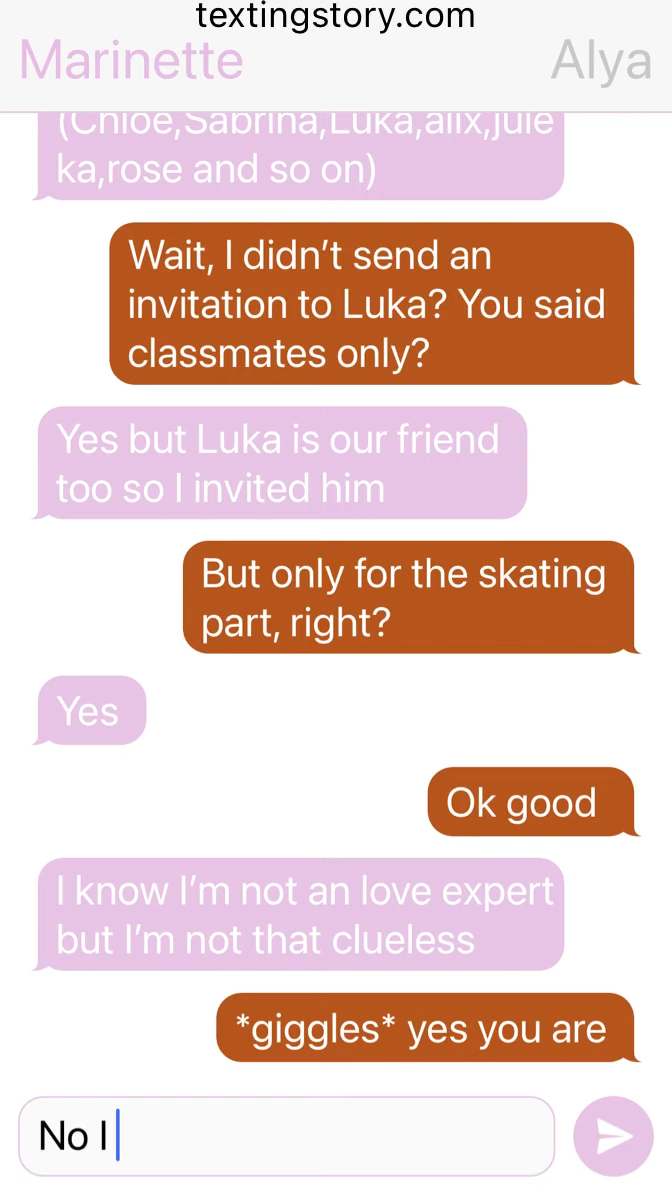 textingstory.com
Marinette
Alya
(Chloe,Sabrina,Luka,alix,jule
ka,rose and so on)
Wait, I didn’t send an
invitation to Luka? You said
classmates only?
Yes but Luka is our friend
too so I invited him
But only for the skating
part, right?
Yes
Ok good
I know I’m not an love expert
but I’m not that clueless
*giggles* yes you are
No I